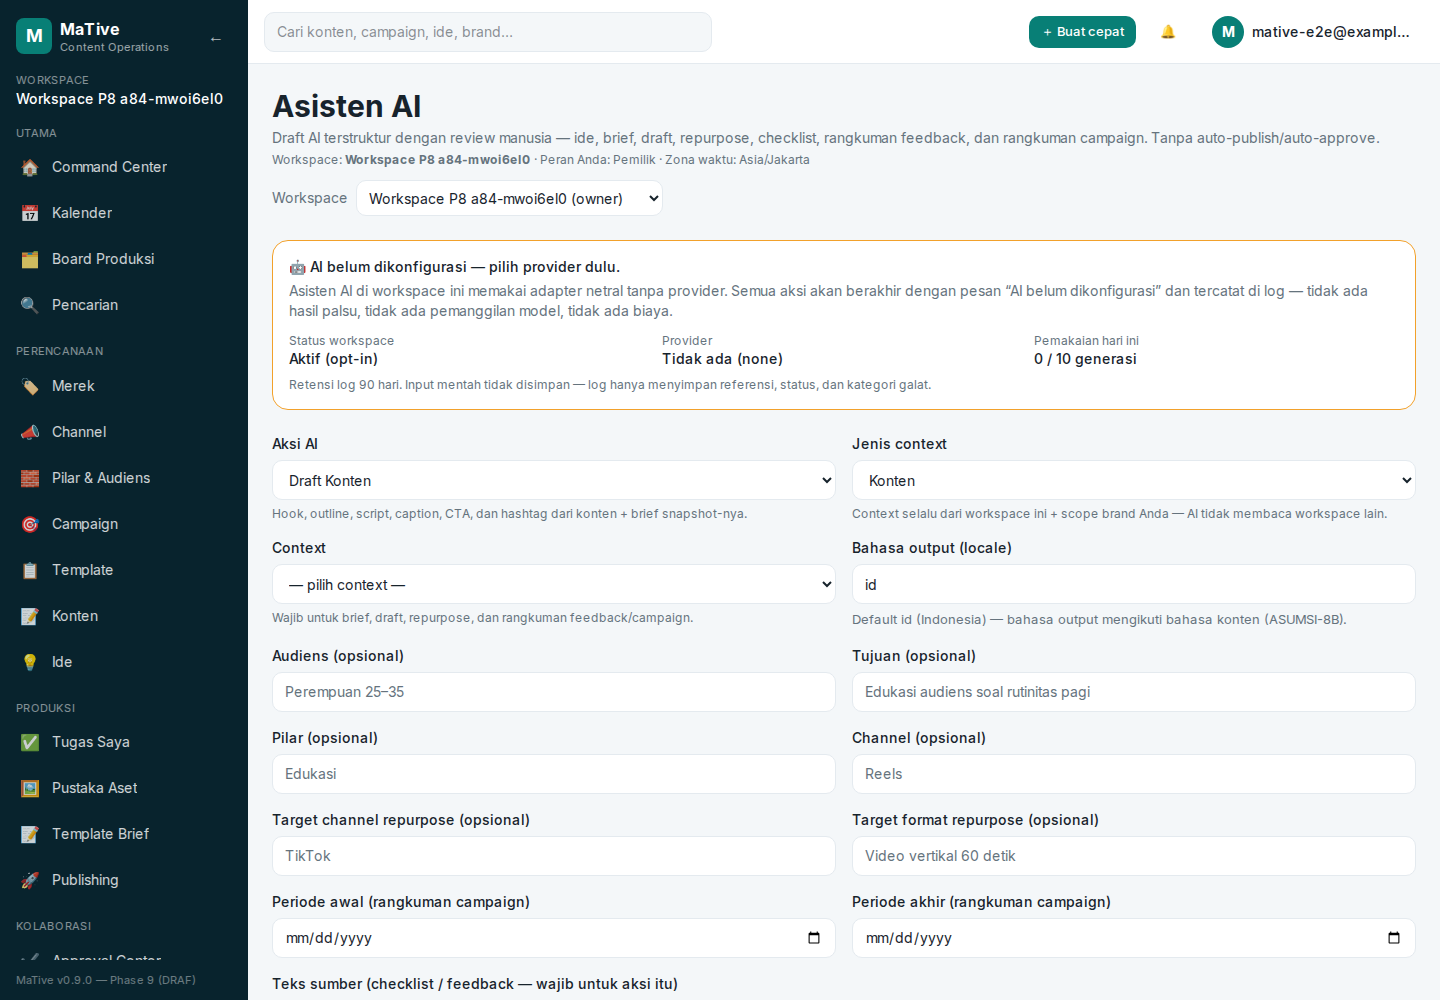 M
MaTive
Content Operations
←
WORKSPACE
Workspace P8 a84-mwoi6el0
UTAMA
Command Center
Kalender
Board Produksi
Pencarian
PERENCANAAN
Merek
Channel
Pilar & Audiens
Campaign
Template
Konten
Ide
PRODUKSI
Tugas Saya
Pustaka Aset
Template Brief
Publishing
KOLABORASI
Approval Center
MaTive v0.9.0 — Phase 9 (DRAF)
Cari konten, campaign, ide, brand...
+ Buat cepat
M
mative-e2e@exampl...
Asisten AI
Draft AI terstruktur dengan review manusia — ide, brief, draft, repurpose, checklist, rangkuman feedback, dan rangkuman campaign. Tanpa auto-publish/auto-approve.
Workspace: Workspace P8 a84-mwoi6el0 · Peran Anda: Pemilik · Zona waktu: Asia/Jakarta
Workspace
Workspace P8 a84-mwoi6el0 (owner)
AI belum dikonfigurasi — pilih provider dulu.
Asisten AI di workspace ini memakai adapter netral tanpa provider. Semua aksi akan berakhir dengan pesan “AI belum dikonfigurasi” dan tercatat di log — tidak ada
hasil palsu, tidak ada pemanggilan model, tidak ada biaya.
Status workspace
Aktif (opt-in)
Provider
Tidak ada (none)
Pemakaian hari ini
0 / 10 generasi
Retensi log 90 hari. Input mentah tidak disimpan — log hanya menyimpan referensi, status, dan kategori galat.
Aksi AI
Draft Konten
Hook, outline, script, caption, CTA, dan hashtag dari konten + brief snapshot-nya.
Jenis context
Konten
Context selalu dari workspace ini + scope brand Anda — AI tidak membaca workspace lain.
Context
— pilih context —
Wajib untuk brief, draft, repurpose, dan rangkuman feedback/campaign.
Bahasa output (locale)
id
Default id (Indonesia) — bahasa output mengikuti bahasa konten (ASUMSI-8B).
Audiens (opsional)
Perempuan 25–35
Tujuan (opsional)
Edukasi audiens soal rutinitas pagi
Pilar (opsional)
Edukasi
Channel (opsional)
Reels
Target channel repurpose (opsional)
TikTok
Target format repurpose (opsional)
Video vertikal 60 detik
Periode awal (rangkuman campaign)
mm/dd/yyyy
Periode akhir (rangkuman campaign)
mm/dd/yyyy
Teks sumber (checklist / feedback — wajib untuk aksi itu)